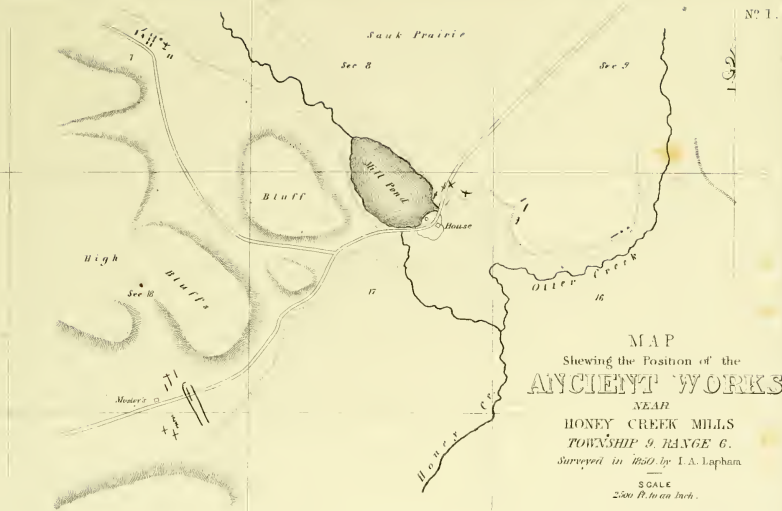 No. 1.
Sauk Prairie
7
Sec 8
Sec 9
Mill Pond
Bluff
House
High
Bluffs
Sec 18
17
Otter Creek
16
Moster's
Honey Cr.
MAP
Shewing the Position of the
ANCIENT WORKS
NEAR
HONEY CREEK MILLS
TOWNSHIP 9. RANGE 6.
Surveyed in 1850. by I. A. Lapham
SCALE
2500 Ft. to an Inch.